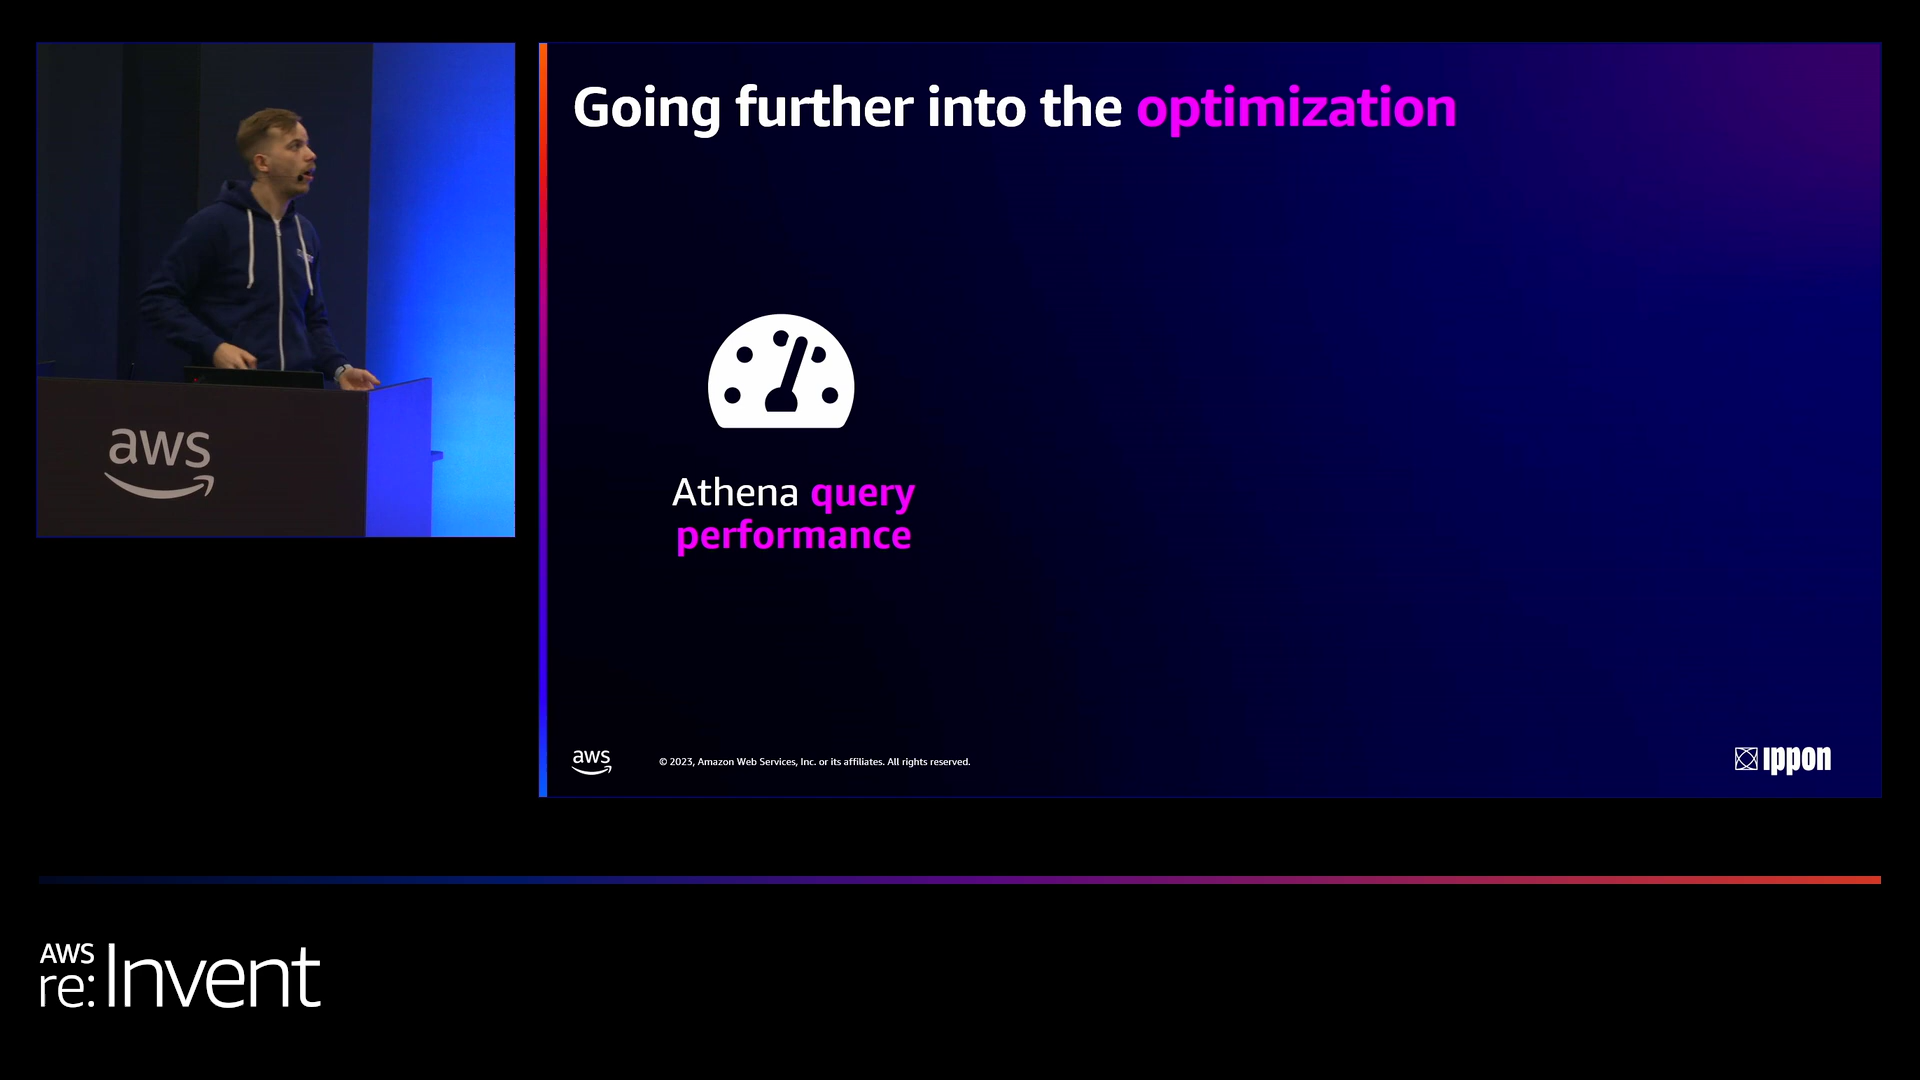 Going further into the optimization
aws
Athena query
performance
aws
© 2023, Amazon Web Services, Inc. or its affiliates. All rights reserved.
ippon
AWS
re:Invent